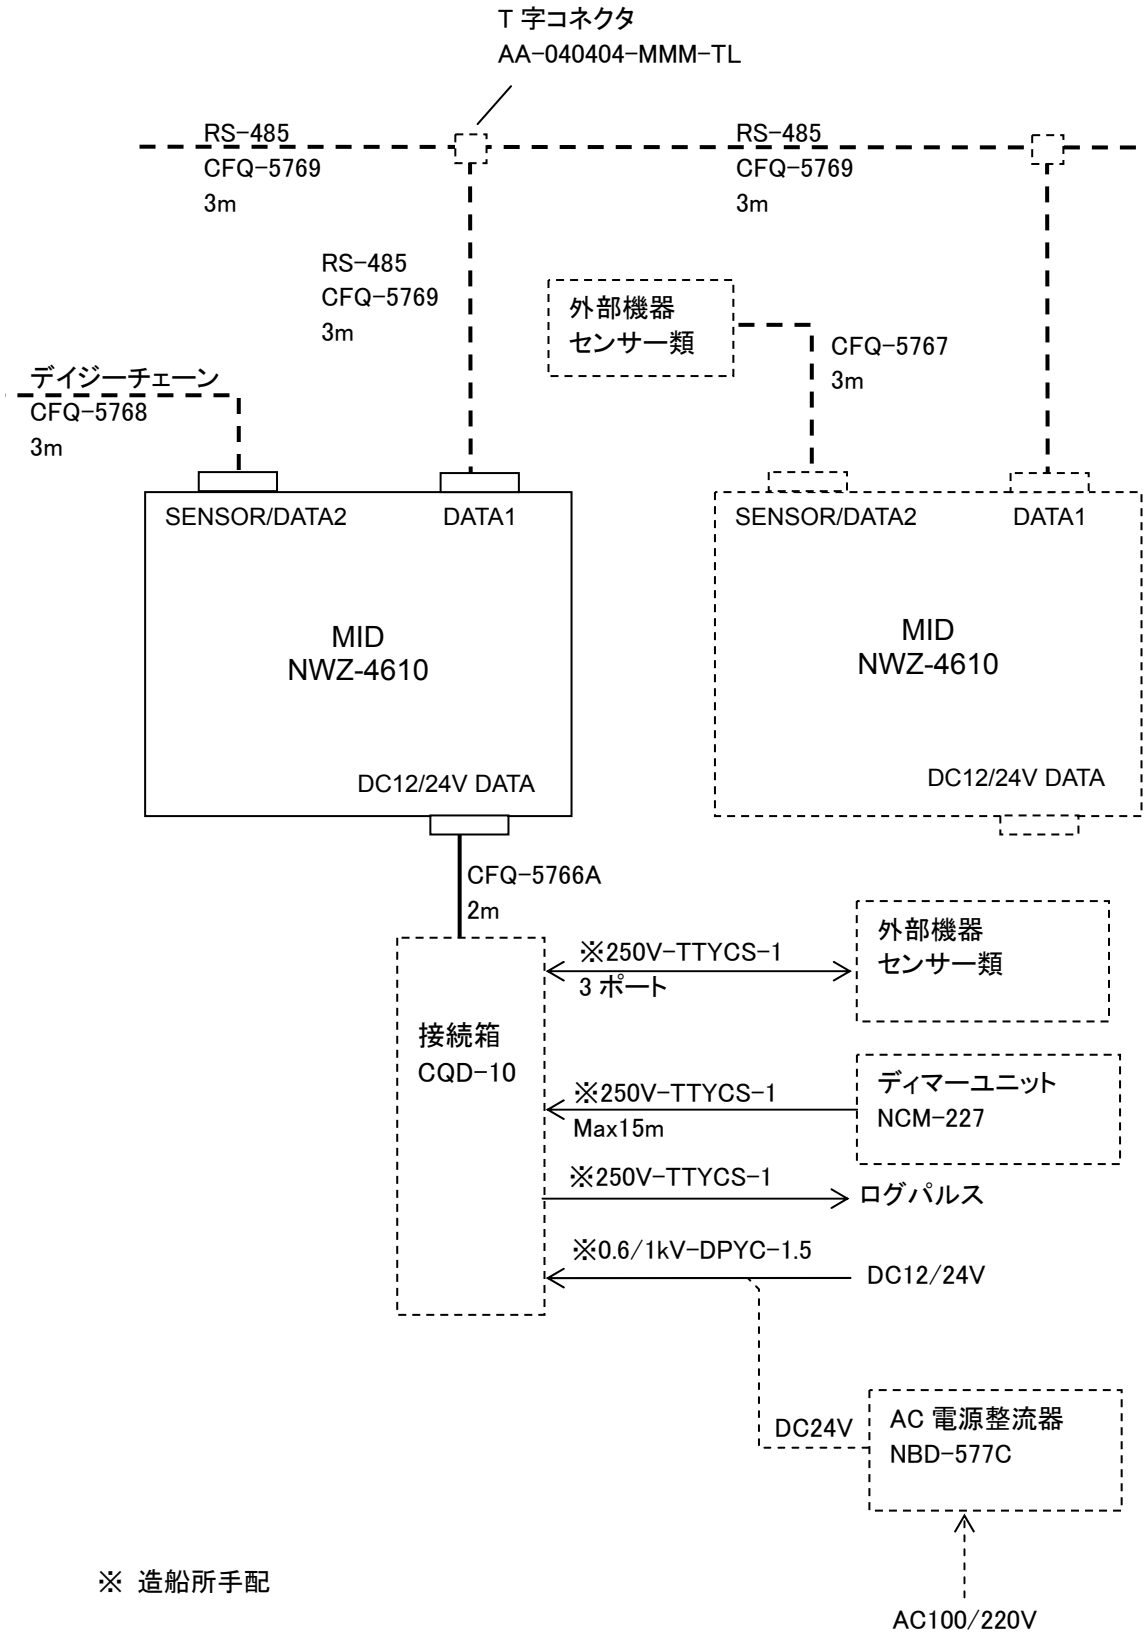 T 字コネクタ
AA-040404-MMM-TL
RS-485
CFQ-5769
3m
RS-485
CFQ-5769
3m
RS-485
CFQ-5769
3m
外部機器
センサー類
CFQ-5767
3m
デイジーチェーン
CFQ-5768
3m
SENSOR/DATA2
DATA1
MID
NWZ-4610
DC12/24V DATA
SENSOR/DATA2
DATA1
MID
NWZ-4610
DC12/24V DATA
CFQ-5766A
2m
接続箱
CQD-10
※250V-TTYCS-1
3 ポート
外部機器
センサー類
※250V-TTYCS-1
Max15m
ディマーユニット
NCM-227
※250V-TTYCS-1
ログパルス
※0.6/1kV-DPYC-1.5
DC12/24V
DC24V
AC 電源整流器
NBD-577C
AC100/220V
※ 造船所手配